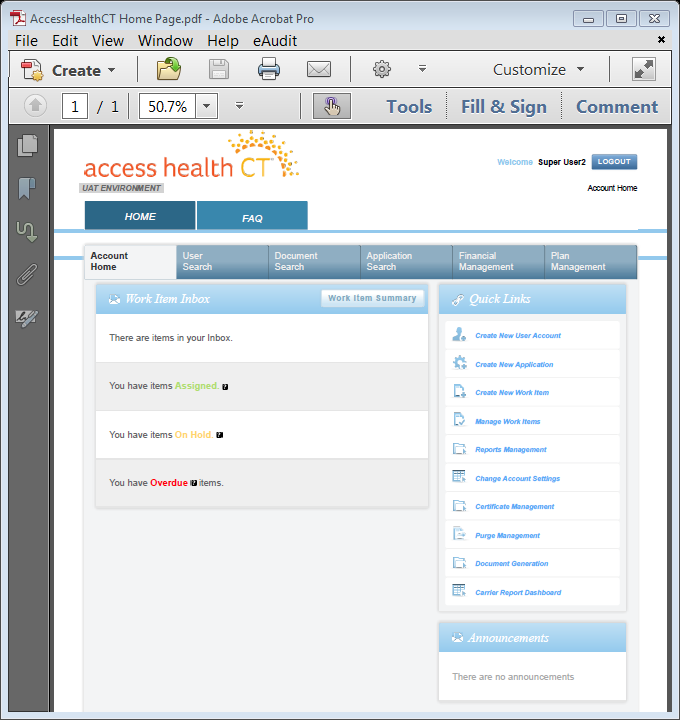 AccessHealthCT Home Page.pdf - Adobe Acrobat Pro
File Edit View Window Help eAudit
Create Customize
1 / 1 50.7% Tools Fill & Sign Comment
access health CT
UAT ENVIRONMENT
Welcome Super User2 LOGOUT
Account Home
HOME FAQ
Account Home
User Search
Document Search
Application Search
Financial Management
Plan Management
Work Item Inbox Work Item Summary
There are items in your Inbox.
You have items Assigned. ?
You have items On Hold. ?
You have Overdue ? items.
Quick Links
Create New User Account
Create New Application
Create New Work Item
Manage Work Items
Reports Management
Change Account Settings
Certificate Management
Purge Management
Document Generation
Carrier Report Dashboard
Announcements
There are no announcements